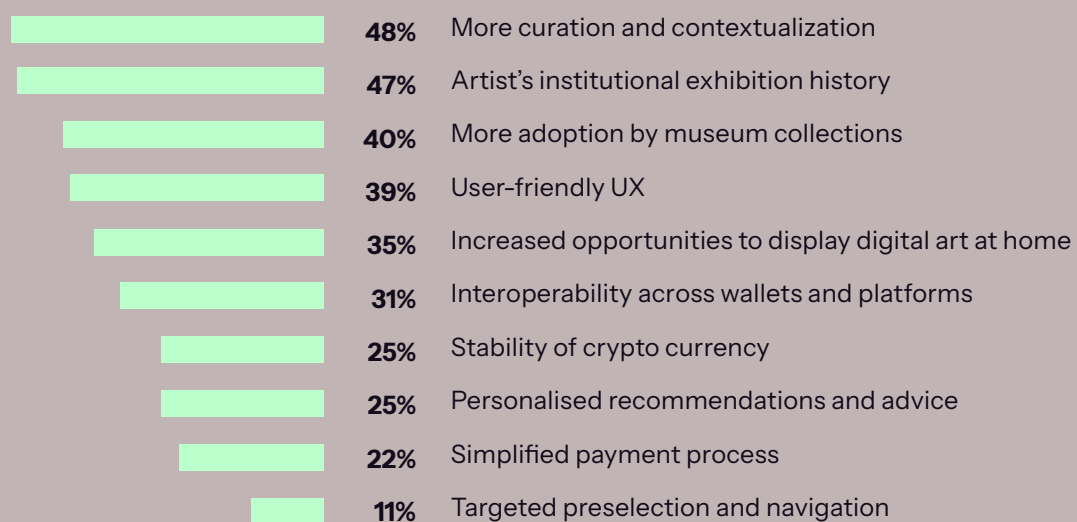 48% More curation and contextualization
47% Artist's institutional exhibition history
40% More adoption by museum collections
39% User-friendly UX
35% Increased opportunities to display digital art at home
31% Interoperability across wallets and platforms
25% Stability of crypto currency
25% Personalised recommendations and advice
22% Simplified payment process
11% Targeted preselection and navigation